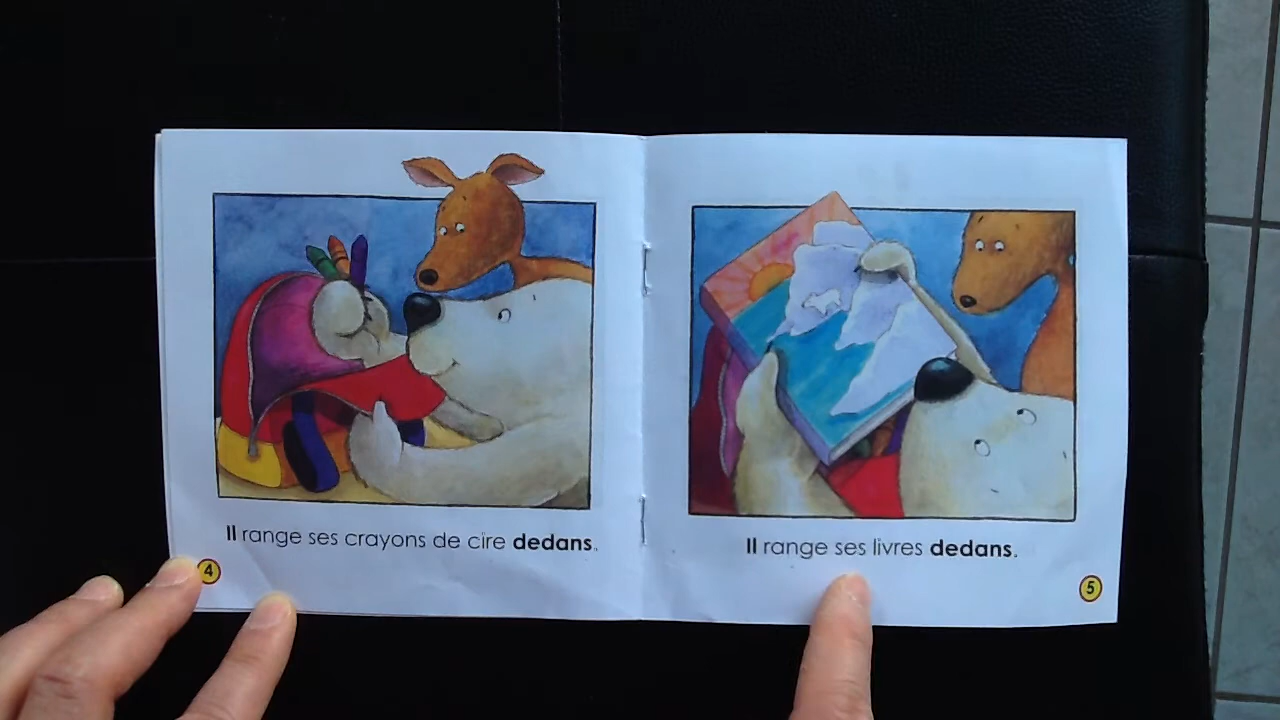 Il range ses crayons de cire dedans.
4
Il range ses livres dedans.
5